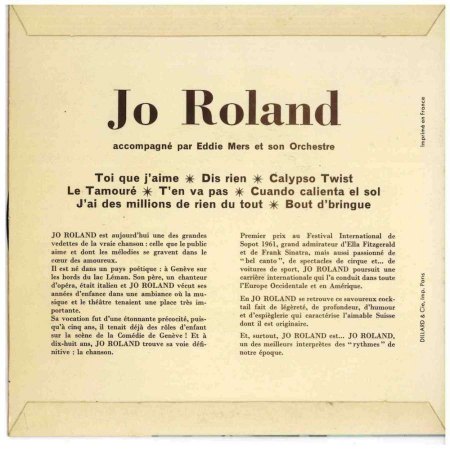 Jo Roland
accompagné par Eddie Mers et son Orchestre
Toi que j'aime ✴ Dis rien ✴ Calypso Twist
Le Tamouré ✴ T'en va pas ✴ Cuando calienta el sol
J'ai des millions de rien du tout ✴ Bout d'bringue
JO ROLAND est aujourd'hui une des grandes
vedettes de la vraie chanson : celle que le public
aime et dont les mélodies se gravent dans le
cœur des amoureux.
Il est né dans un pays poétique : à Genève sur
les bords du lac Léman. Son père, un chanteur
d'opéra, était italien et JO ROLAND vécut ses
années d'enfance dans une ambiance où la mu-
sique et le théâtre tenaient une place très im-
portante.
Sa vocation fut d'une étonnante précocité, puis-
qu'à cinq ans, il tenait déjà des rôles d'enfant
sur la scène de la Comédie de Genève ! Et à
dix-huit ans, JO ROLAND trouve sa voie défi-
nitive : la chanson.
Premier prix au Festival International de
Sopot 1961, grand admirateur d'Ella Fitzgerald
et de Frank Sinatra, mais aussi passionné de
"bel canto", de spectacles de cirque et... de
voitures de sport, JO ROLAND poursuit une
carrière internationale qui l'a conduit dans toute
l'Europe Occidentale et en Amérique.
En JO ROLAND se retrouve ce savoureux cock-
tail fait de légèreté, de profondeur, d'humour
et d'espièglerie qui caractérise l'aimable Suisse
dont il est originaire.
Et, surtout, JO ROLAND est... JO ROLAND,
un des meilleurs interprètes des "rythmes" de
notre époque.
Imprimé en France
DILLARD & Cie, Imp. Paris